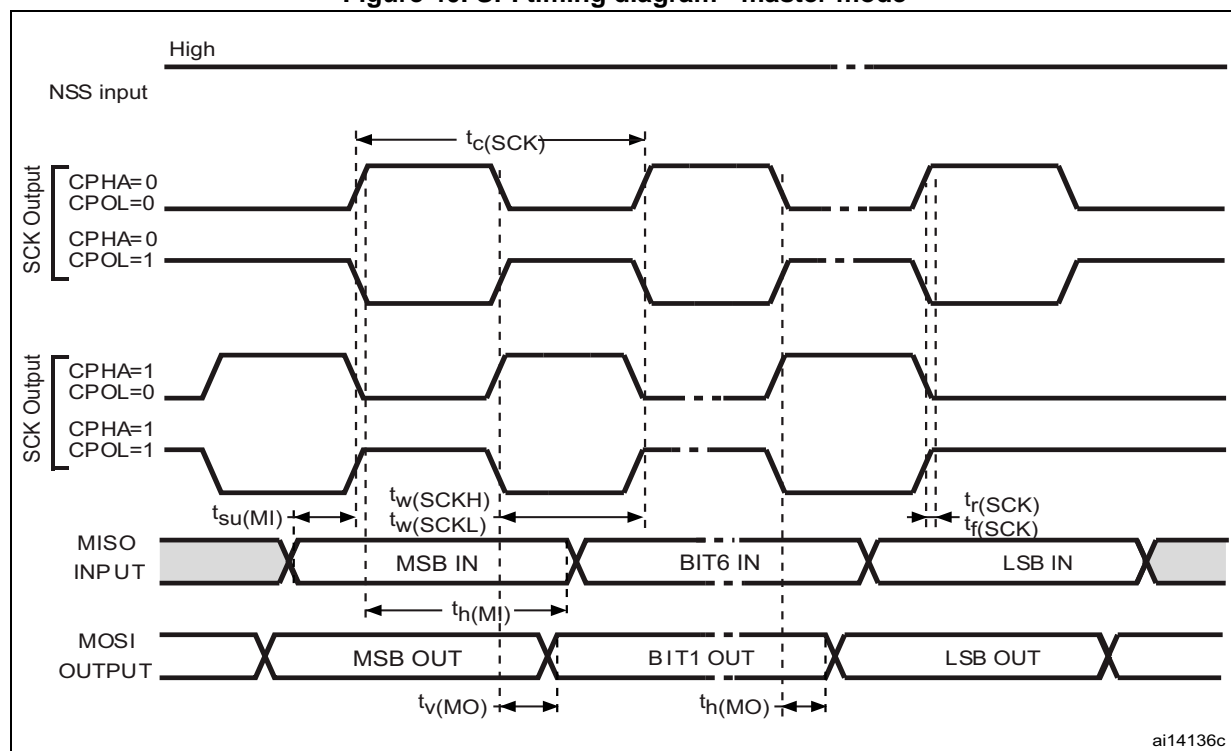 High
NSS input
tc(SCK)
SCK Output
CPHA=0
CPOL=0
CPHA=0
CPOL=1
SCK Output
CPHA=1
CPOL=0
CPHA=1
CPOL=1
tw(SCKH)
tw(SCKL)
tr(SCK)
tf(SCK)
tsu(MI)
MISO
INPUT
MSB IN
BIT6 IN
LSB IN
th(MI)
MOSI
OUTPUT
MSB OUT
BIT1 OUT
LSB OUT
tv(MO)
th(MO)
ai14136c